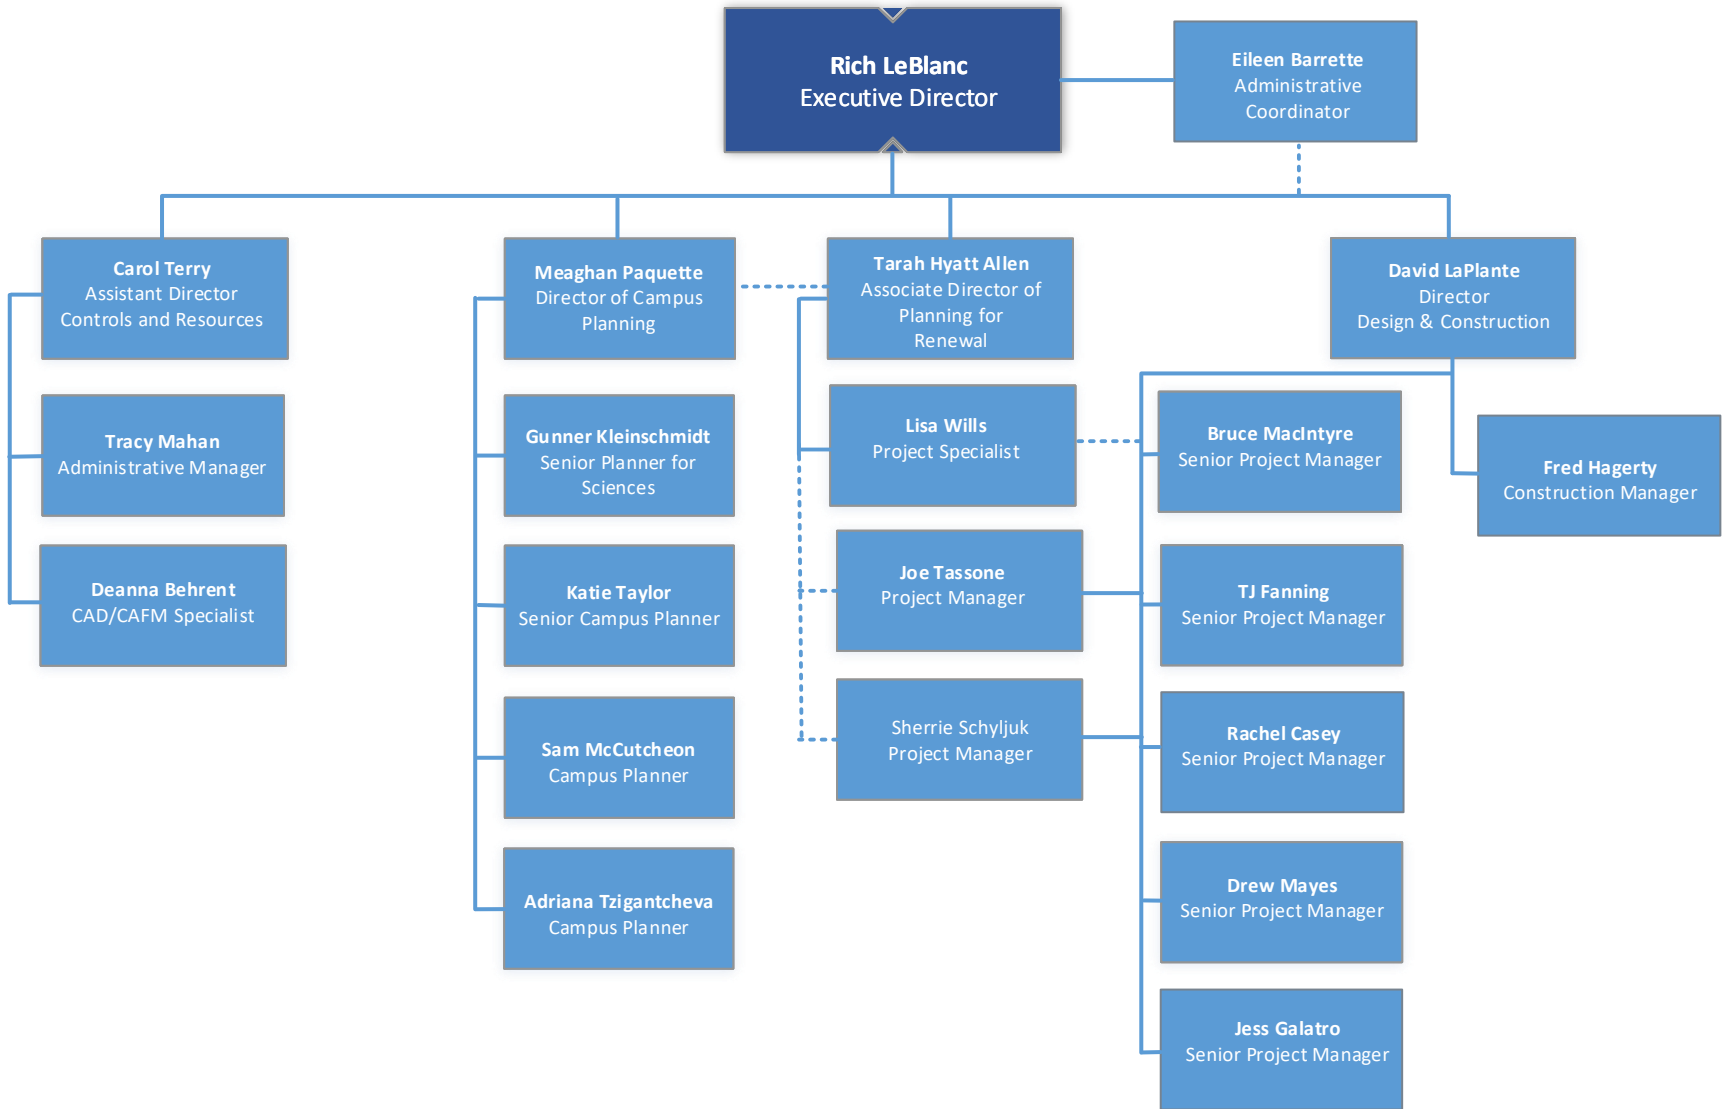 Rich LeBlanc
Executive Director
Eileen Barrette
Administrative
Coordinator
Carol Terry
Assistant Director
Controls and Resources
Meaghan Paquette
Director of Campus
Planning
Tarah Hyatt Allen
Associate Director of
Planning for
Renewal
David LaPlante
Director
Design & Construction
Tracy Mahan
Administrative Manager
Deanna Behrent
CAD/CAFM Specialist
Gunner Kleinschmidt
Senior Planner for
Sciences
Katie Taylor
Senior Campus Planner
Sam McCutcheon
Campus Planner
Adriana Tzigantcheva
Campus Planner
Lisa Wills
Project Specialist
Joe Tassone
Project Manager
Sherrie Schyljuk
Project Manager
Bruce MacIntyre
Senior Project Manager
TJ Fanning
Senior Project Manager
Rachel Casey
Senior Project Manager
Drew Mayes
Senior Project Manager
Jess Galatro
Senior Project Manager
Fred Hagerty
Construction Manager